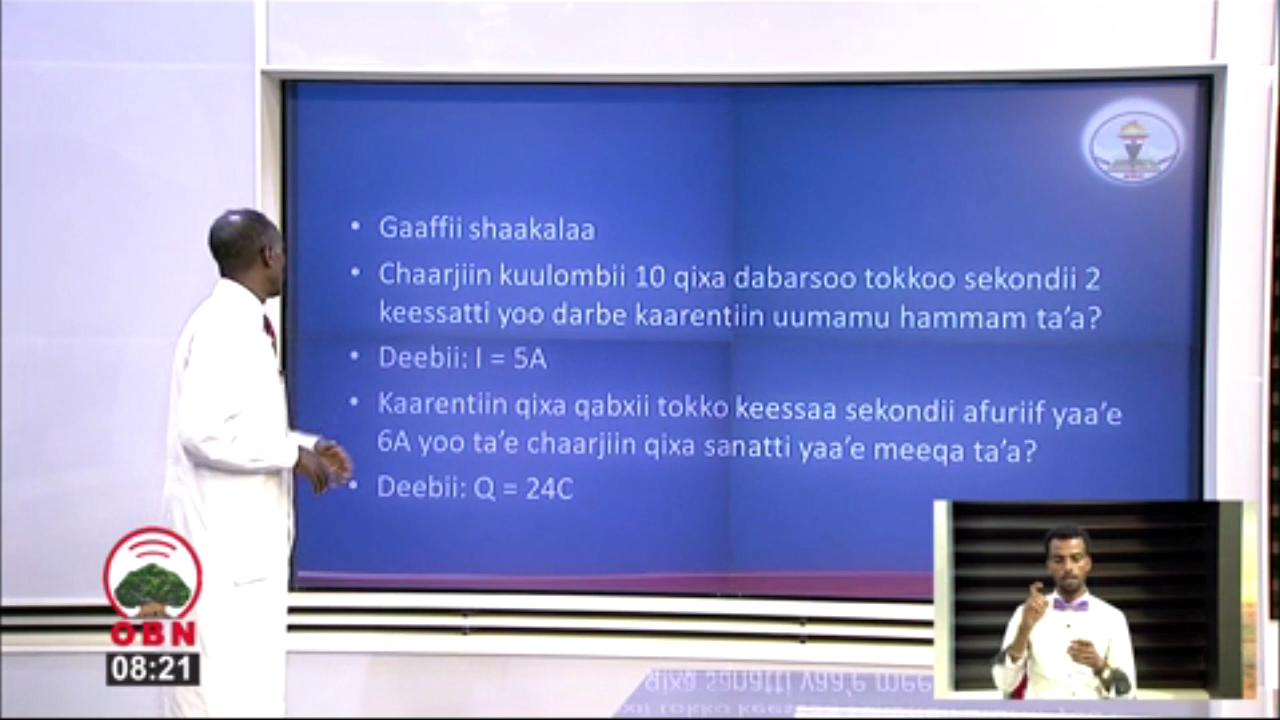 • Gaaffii shaakalaa
• Chaarjiin kuulombii 10 qixa dabarsoo tokkoo sekondii 2
keessatti yoo darbe kaarentiin uumamu hammam ta’a?
• Deebii: I = 5A
• Kaarentiin qixa qabxii tokko keessaa sekondii afuriif yaa’e
6A yoo ta’e chaarjiin qixa sanatti yaa’e meeqa ta’a?
• Deebii: Q = 24C
OBN
08:21